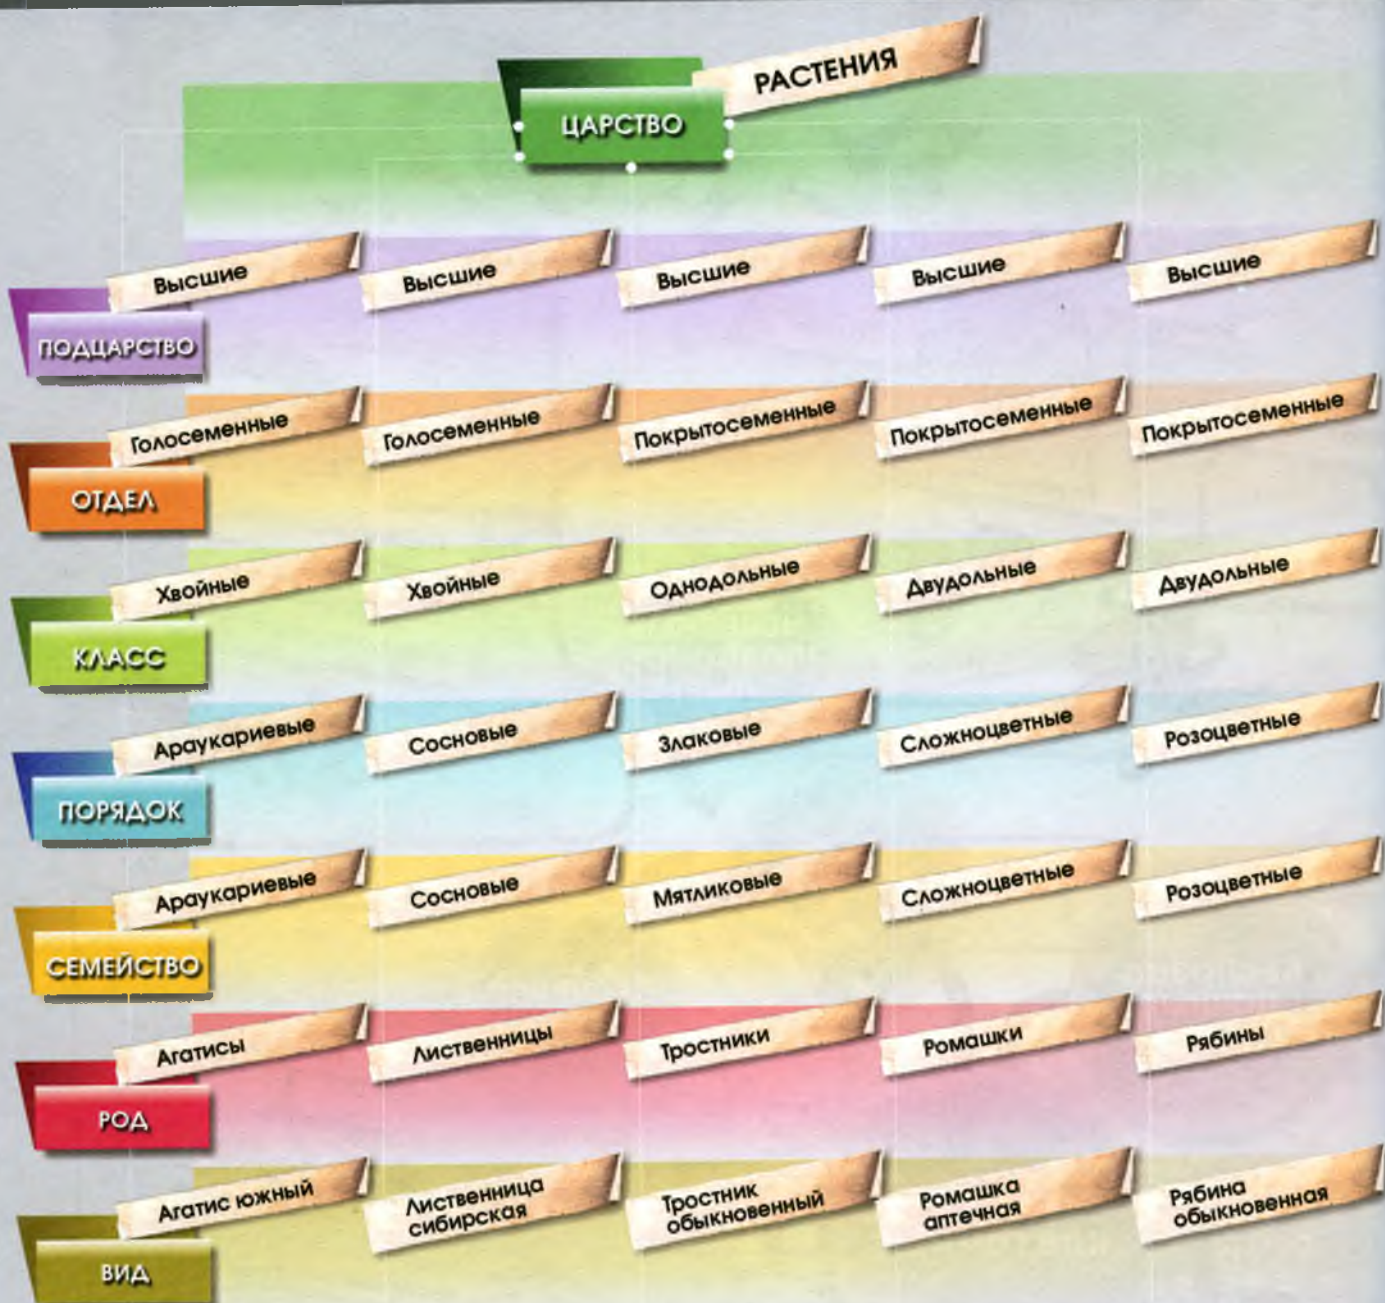 РАСТЕНИЯ
ЦАРСТВО
Высшие
Высшие
Высшие
Высшие
Высшие
ПОДЦАРСТВО
Голосеменные
Голосеменные
Покрытосеменные
Покрытосеменные
Покрытосеменные
ОТДЕЛ
Хвойные
Хвойные
Однодольные
Двудольные
Двудольные
КЛАСС
Араукариевые
Сосновые
Злаковые
Сложноцветные
Розоцветные
ПОРЯДОК
Араукариевые
Сосновые
Мятликовые
Сложноцветные
Розоцветные
СЕМЕЙСТВО
Агатисы
Лиственницы
Тростники
Ромашки
Рябины
РОД
Агатис южный
Лиственница
сибирская
Тростник
обыкновенный
Ромашка
аптечная
Рябина
обыкновенная
ВИД